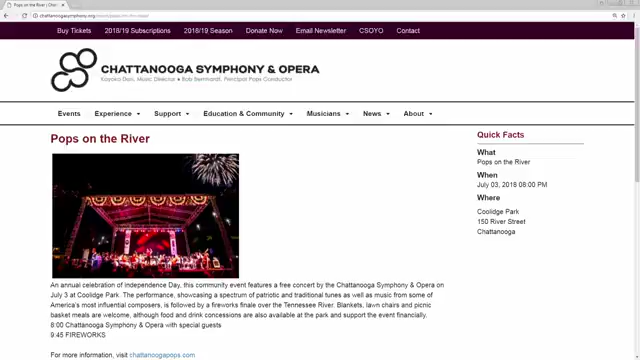 Pops on the River | Chatt
chattanoogasymphony.org
Buy Tickets 2018/19 Subscriptions 2018/19 Season Donate Now Email Newsletter CSOYO Contact
CHATTANOOGA SYMPHONY & OPERA
Kayoko Dan, Music Director • Bob Bernhardt, Principal Pops Conductor
Events Experience Support Education & Community Musicians News About
Pops on the River
An annual celebration of Independence Day, this community event features a free concert by the Chattanooga Symphony & Opera on
July 3 at Coolidge Park. The performance, showcasing a spectrum of patriotic and traditional tunes as well as music from some of
America's most influential composers, is followed by a fireworks finale over the Tennessee River. Blankets, lawn chairs and picnic
basket meals are welcome, although food and drink concessions are also available at the park and support the event financially.
8:00 Chattanooga Symphony & Opera with special guests
9:45 FIREWORKS
For more information, visit chattanoogapops.com
Quick Facts
What
Pops on the River
When
July 03, 2018 08:00 PM
Where
Coolidge Park
150 River Street
Chattanooga